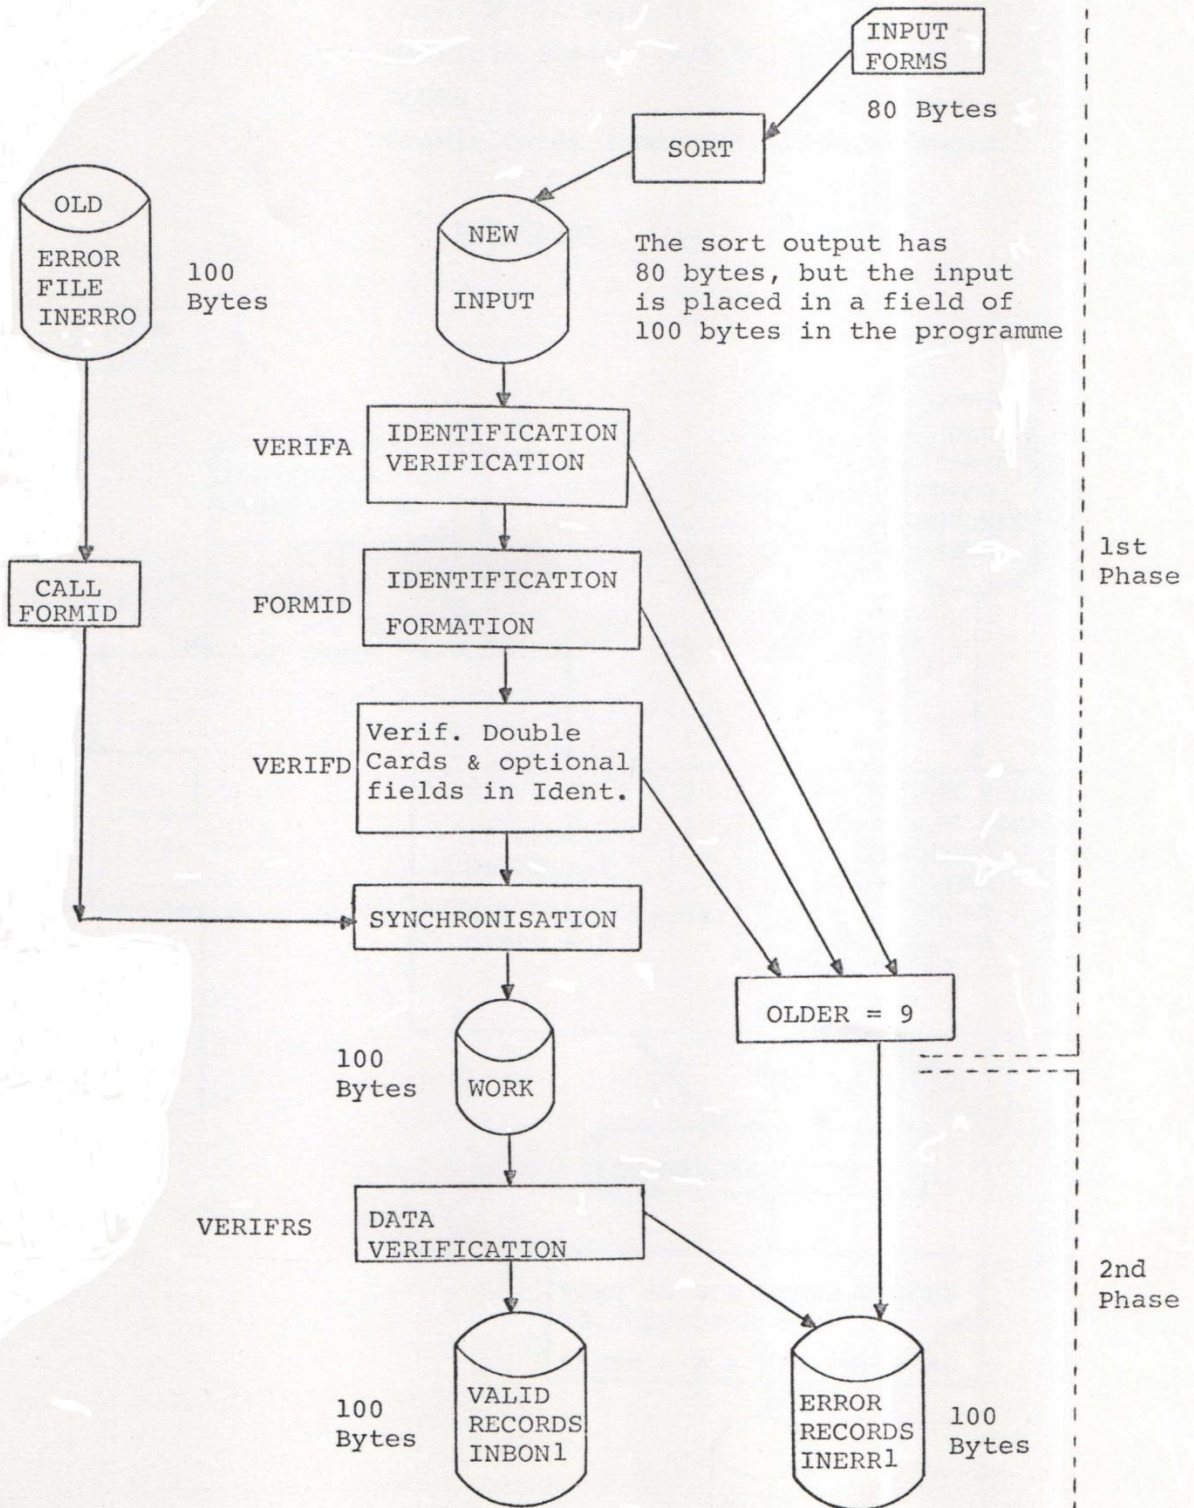 INPUT
FORMS
80 Bytes
SORT
OLD
ERROR
FILE
INERRO
100
Bytes
NEW
INPUT
The sort output has
80 bytes, but the input
is placed in a field of
100 bytes in the programme
VERIFA
IDENTIFICATION
VERIFICATION
1st
Phase
CALL
FORMID
FORMID
IDENTIFICATION
FORMATION
VERIFD
Verif. Double
Cards & optional
fields in Ident.
SYNCHRONISATION
OLDER = 9
100
Bytes
WORK
VERIFRS
DATA
VERIFICATION
2nd
Phase
100
Bytes
VALID
RECORDS
INBON1
ERROR
RECORDS
INERR1
100
Bytes